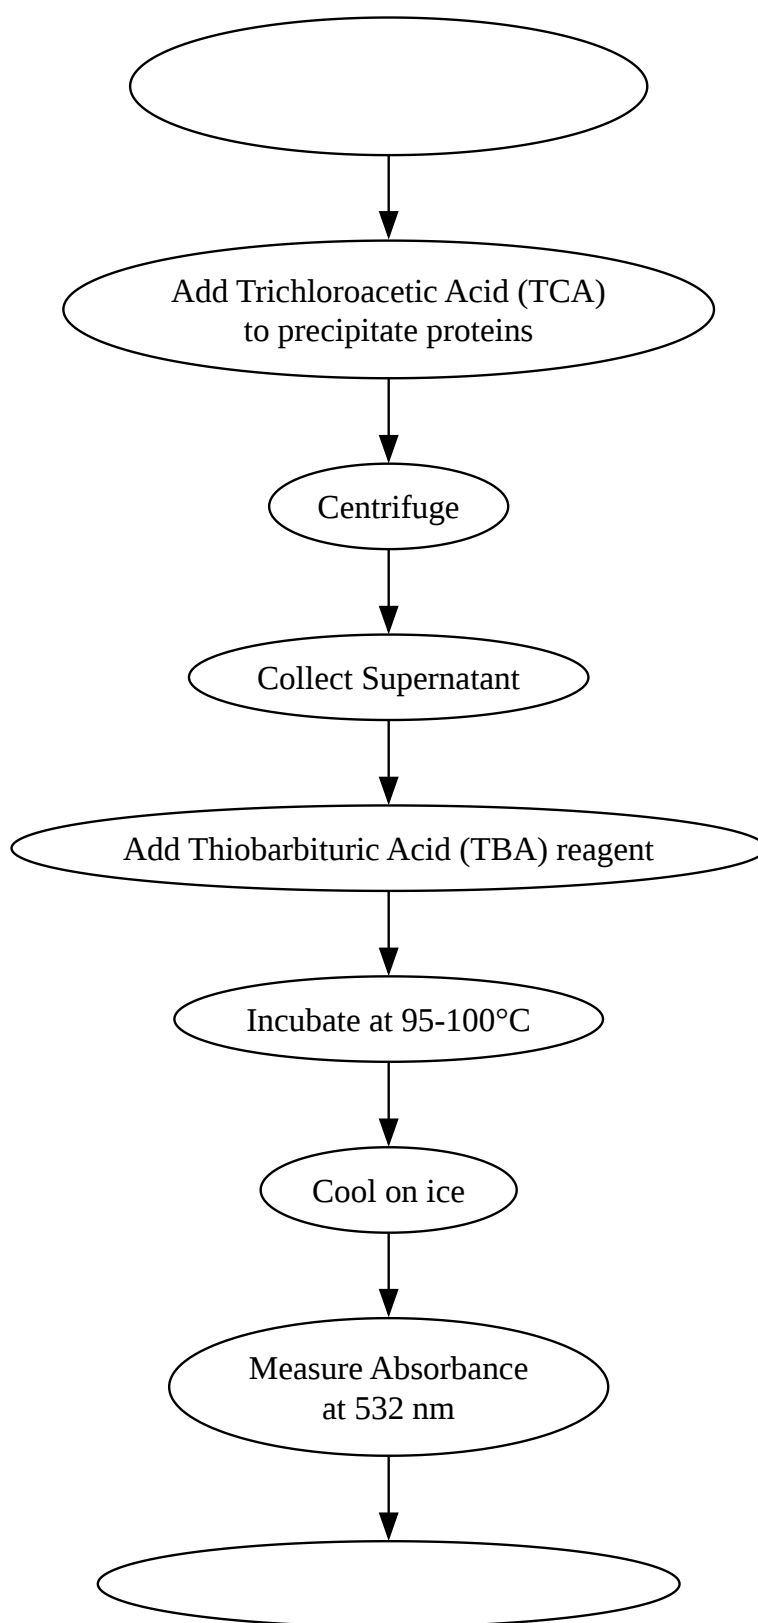 Add Trichloroacetic Acid (TCA)
to precipitate proteins
Centrifuge
Collect Supernatant
Add Thiobarbituric Acid (TBA) reagent
Incubate at 95-100°C
Cool on ice
Measure Absorbance
at 532 nm